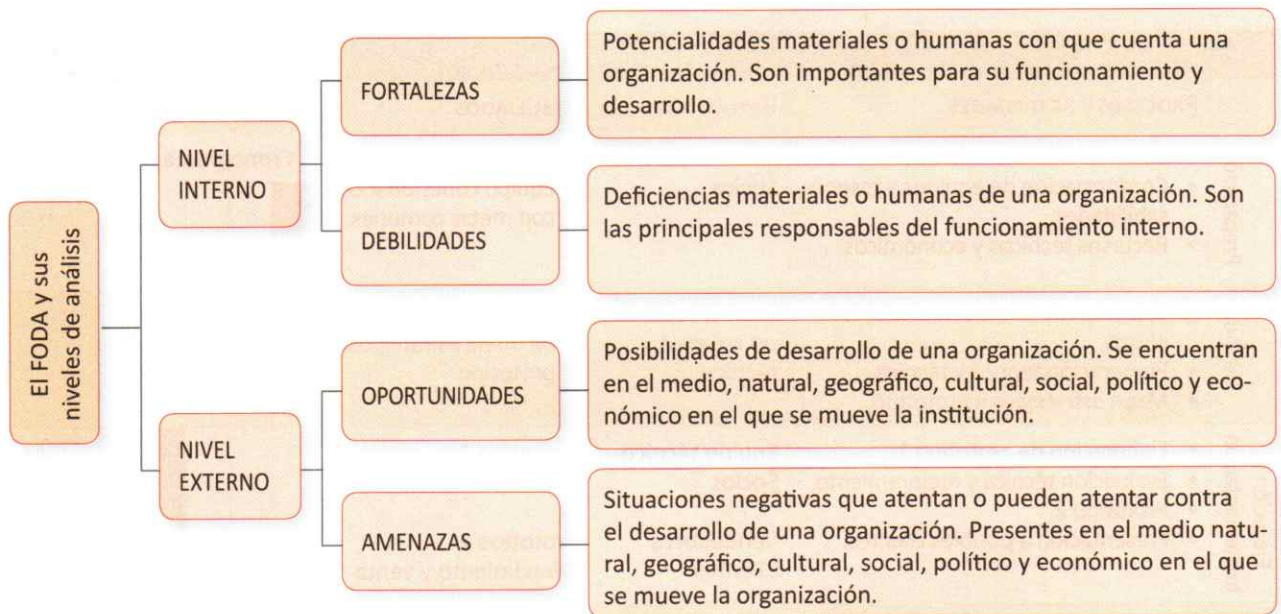 El FODA y sus
niveles de análisis
NIVEL
INTERNO
FORTALEZAS
Potencialidades materiales o humanas con que cuenta una
organización. Son importantes para su funcionamiento y
desarrollo.
DEBILIDADES
Deficiencias materiales o humanas de una organización. Son
las principales responsables del funcionamiento interno.
NIVEL
EXTERNO
OPORTUNIDADES
Posibilidades de desarrollo de una organización. Se encuentran
en el medio, natural, geográfico, cultural, social, político y eco-
nómico en el que se mueve la institución.
AMENAZAS
Situaciones negativas que atentan o pueden atentar contra
el desarrollo de una organización. Presentes en el medio natu-
ral, geográfico, cultural, social, político y económico en el que
se mueve la organización.